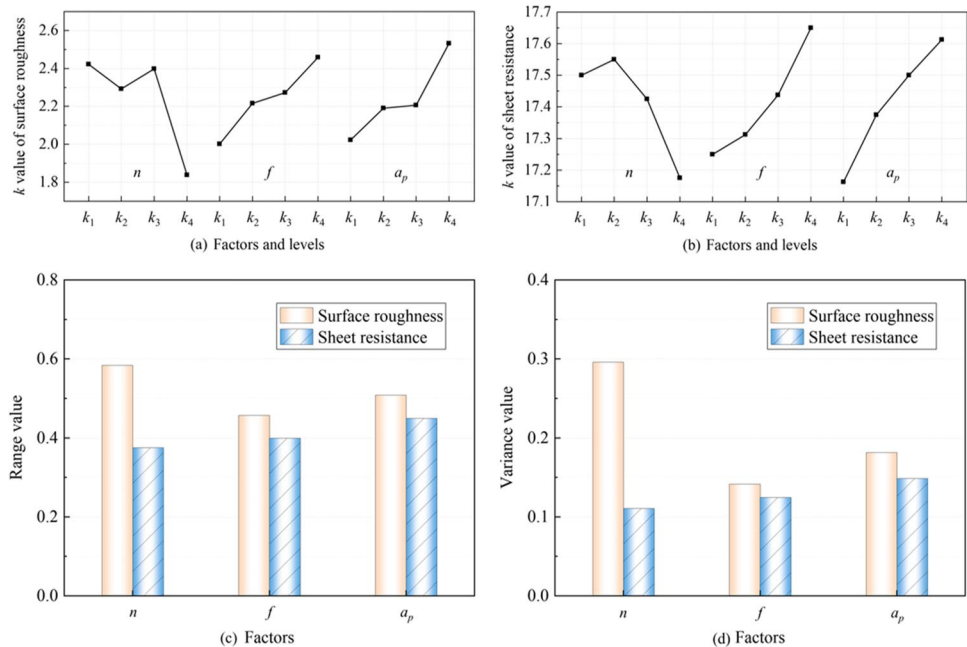 k value of surface roughness
2.6
2.4
2.2
2.0
1.8
n
f
a_p
k₁ k₂ k₃ k₄ k₁ k₂ k₃ k₄ k₁ k₂ k₃ k₄
(a) Factors and levels
k value of sheet resistance
17.7
17.6
17.5
17.4
17.3
17.2
17.1
n
f
a_p
k₁ k₂ k₃ k₄ k₁ k₂ k₃ k₄ k₁ k₂ k₃ k₄
(b) Factors and levels
Range value
0.8
0.6
0.4
0.2
0.0
Surface roughness
Sheet resistance
n f a_p
(c) Factors
Variance value
0.4
0.3
0.2
0.1
0.0
Surface roughness
Sheet resistance
n f a_p
(d) Factors